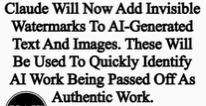 Claude Will Now Add Invisible
Watermarks To AI-Generated
Text And Images. These Will
Be Used To Quickly Identify
AI Work Being Passed Off As
Authentic Work.